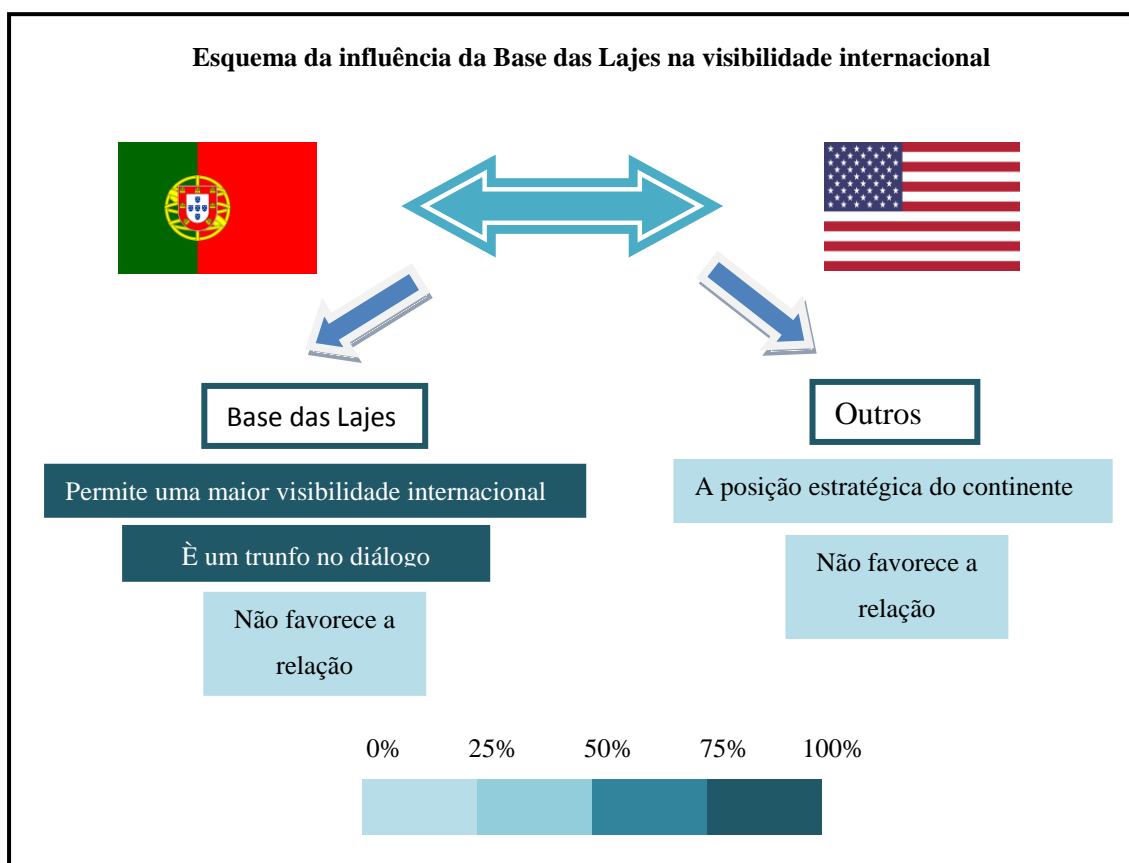 Esquema da influência da Base das Lajes na visibilidade internacional
Base das Lajes
Permite uma maior visibilidade internacional
È um trunfo no diálogo
Não favorece a
relação
Outros
A posição estratégica do continente
Não favorece a
relação
0% 25% 50% 75% 100%